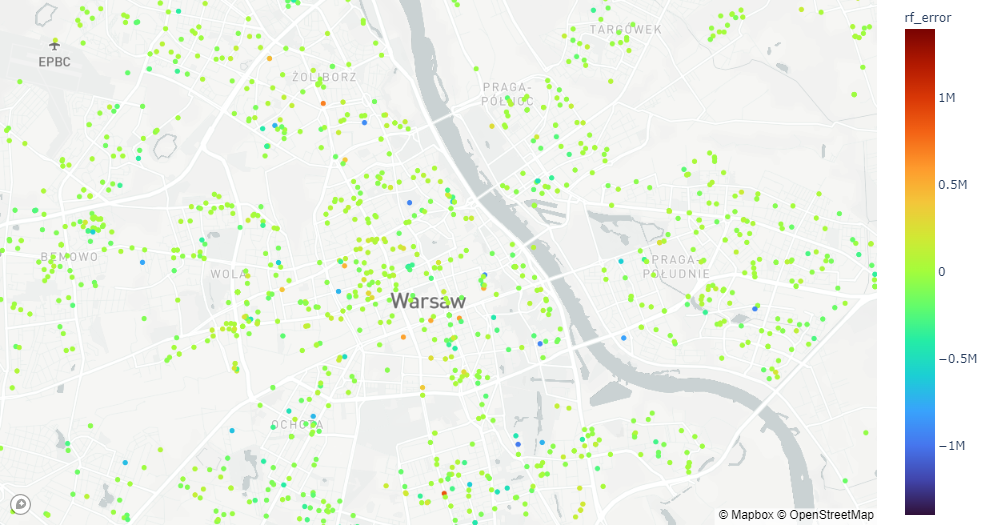 rf_error
TARGÓWEK
EPBC
ŻOLIBORZ
PRAGA-
PÓŁNOC
1M
0.5M
BEMOWO
WOLA
PRAGA-
POŁUDNIE
0
Warsaw
−0.5M
OCHOTA
−1M
© Mapbox © OpenStreetMap